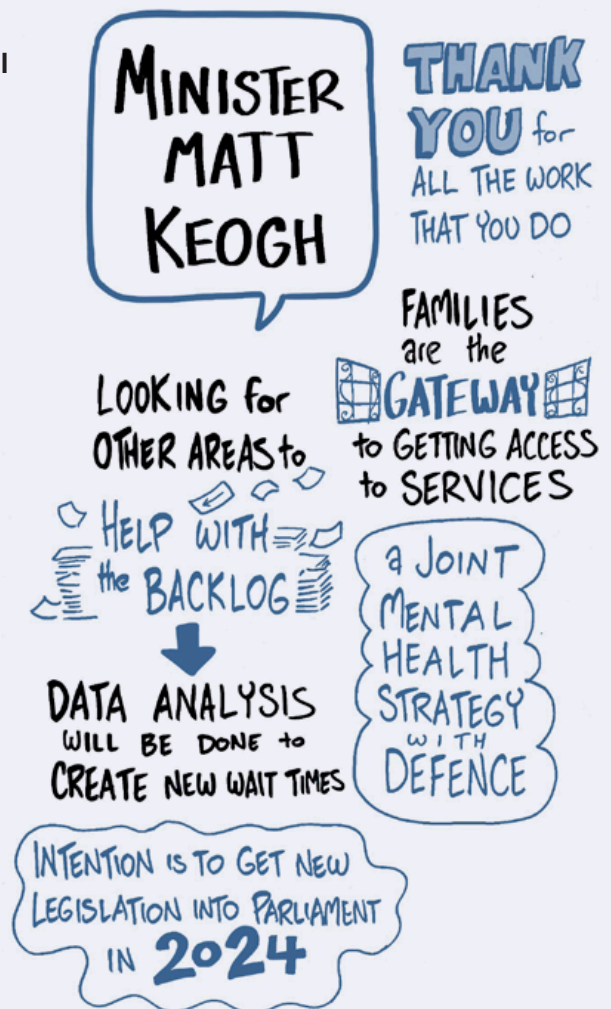 MINISTER
MATT
KEOGH
THANK
YOU for
ALL THE WORK
THAT YOU DO
FAMILIES
are the
GATEWAY
to GETTING ACCESS
to SERVICES
LOOKING for
OTHER AREAS to
HELP WITH
the BACKLOG
DATA ANALYSIS
WILL BE DONE to
CREATE NEW WAIT TIMES
a JOINT
MENTAL
HEALTH
STRATEGY
WITH
DEFENCE
INTENTION IS TO GET NEW
LEGISLATION INTO PARLIAMENT
IN 2024